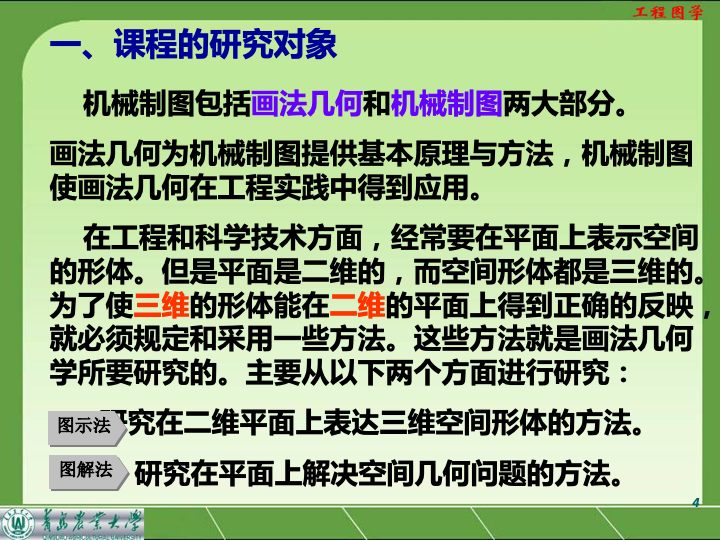 工程图学
一、课程的研究对象
机械制图包括画法几何和机械制图两大部分。
画法几何为机械制图提供基本原理与方法，机械制图
使画法几何在工程实践中得到应用。
在工程和科学技术方面，经常要在平面上表示空间
的形体。但是平面是二维的，而空间形体都是三维的。
为了使三维的形体能在二维的平面上得到正确的反映，
就必须规定和采用一些方法。这些方法就是画法几何
学所要研究的。主要从以下两个方面进行研究：
图示法 研究在二维平面上表达三维空间形体的方法。
图解法 研究在平面上解决空间几何问题的方法。
4
青岛农业大学